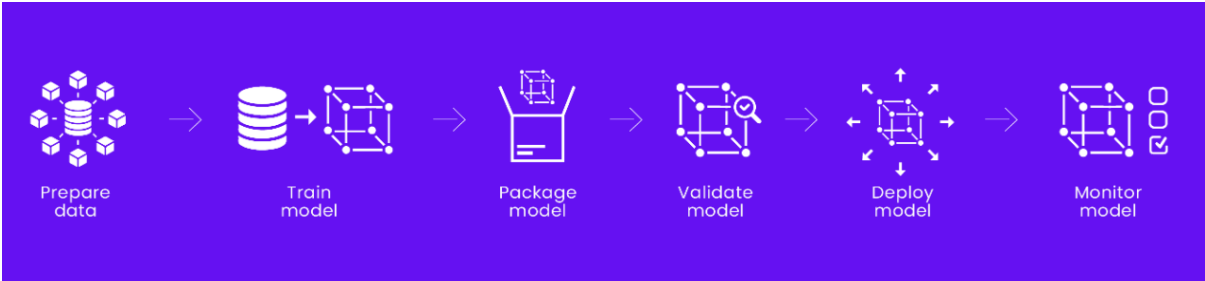 Prepare
data
Train
model
Package
model
Validate
model
Deploy
model
Monitor
model